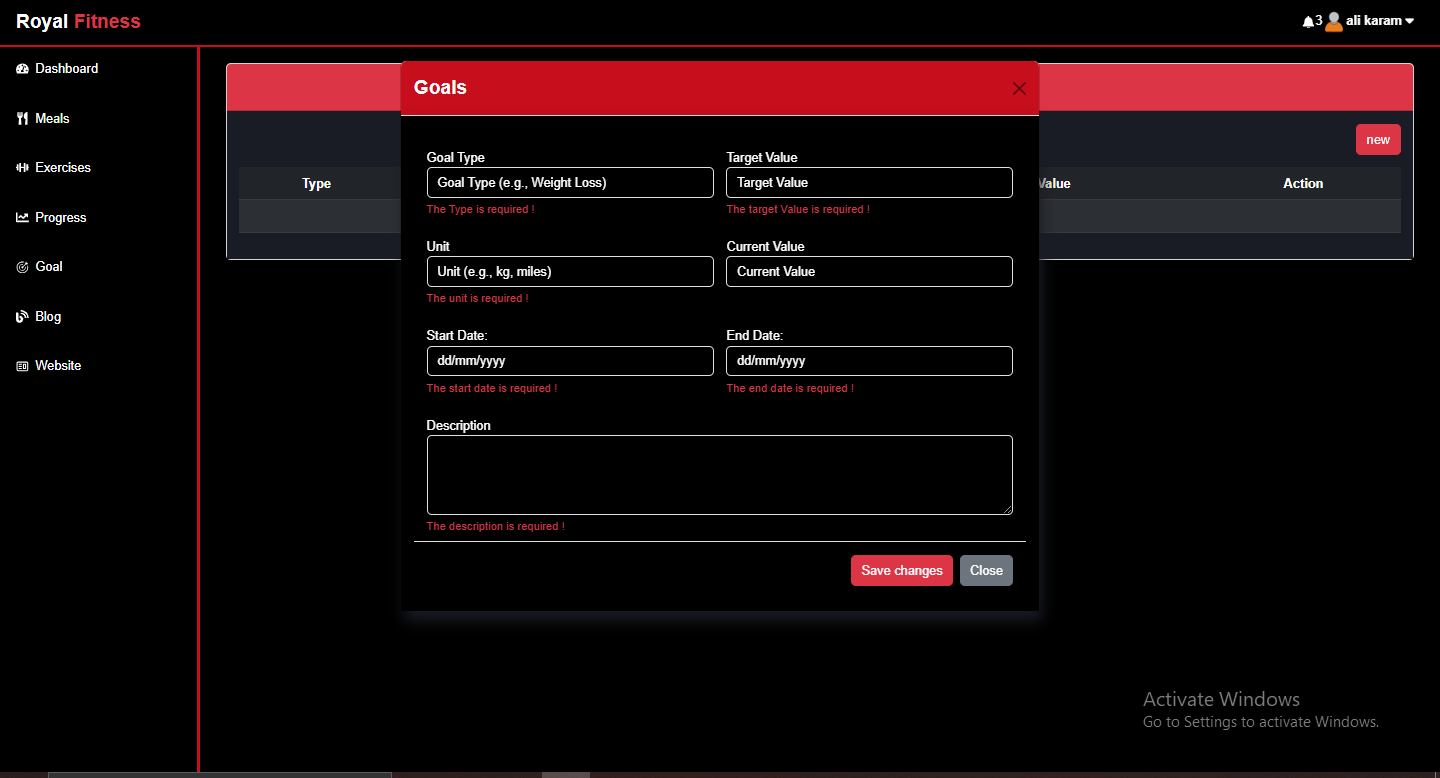 Royal Fitness
3 ali karam
Dashboard
Meals
Exercises
Progress
Goal
Blog
Website
Goals
new
Type
Value
Action
Goal Type
Target Value
Goal Type (e.g., Weight Loss)
Target Value
The Type is required !
The target Value is required !
Unit
Current Value
Unit (e.g., kg, miles)
Current Value
The unit is required !
Start Date:
End Date:
dd/mm/yyyy
dd/mm/yyyy
The start date is required !
The end date is required !
Description
The description is required !
Save changes
Close
Activate Windows
Go to Settings to activate Windows.